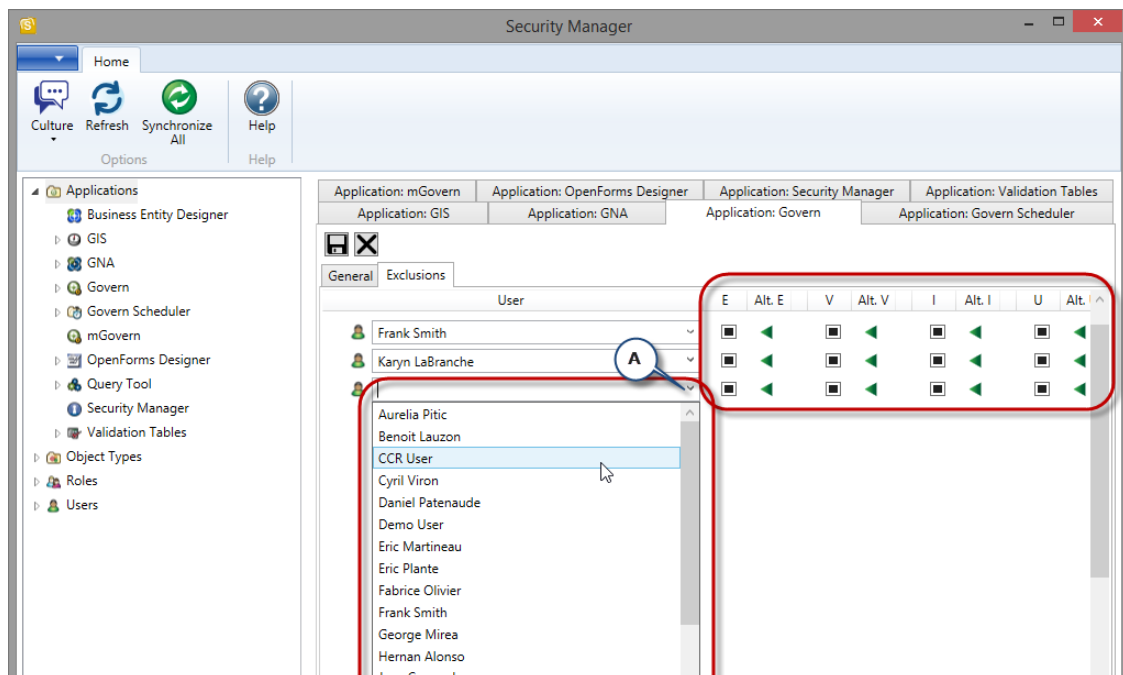 Security Manager
Home
Culture
Refresh
Synchronize All
Help
Options
Help
Applications
Business Entity Designer
GIS
GNA
Govern
Govern Scheduler
mGovern
OpenForms Designer
Query Tool
Security Manager
Validation Tables
Object Types
Roles
Users
Application: mGovern
Application: OpenForms Designer
Application: Security Manager
Application: Validation Tables
Application: GIS
Application: GNA
Application: Govern
Application: Govern Scheduler
General
Exclusions
User
E
Alt. E
V
Alt. V
I
Alt. I
U
Alt.
Frank Smith
Karyn LaBranche
A
Aurelia Pitic
Benoit Lauzon
CCR User
Cyril Viron
Daniel Patenaude
Demo User
Eric Martineau
Eric Plante
Fabrice Olivier
Frank Smith
George Mirea
Hernan Alonso